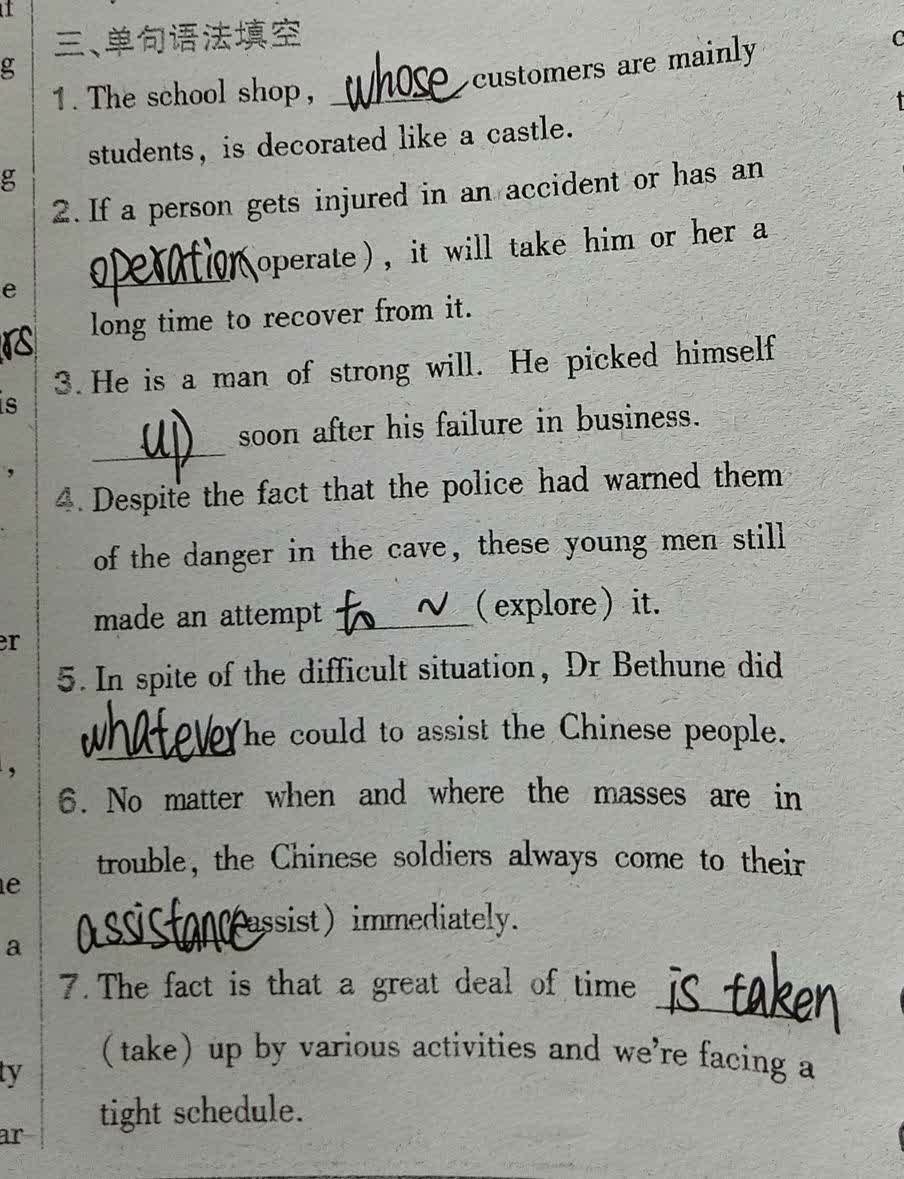 三、单句语法填空
1. The school shop, whose customers are mainly
students, is decorated like a castle.
2. If a person gets injured in an accident or has an
operation(operate), it will take him or her a
long time to recover from it.
3. He is a man of strong will. He picked himself
up soon after his failure in business.
4. Despite the fact that the police had warned them
of the danger in the cave, these young men still
made an attempt to ~ (explore) it.
5. In spite of the difficult situation, Dr Bethune did
whatever he could to assist the Chinese people.
6. No matter when and where the masses are in
trouble, the Chinese soldiers always come to their
assistance(assist) immediately.
7. The fact is that a great deal of time is taken
(take) up by various activities and we're facing a
tight schedule.